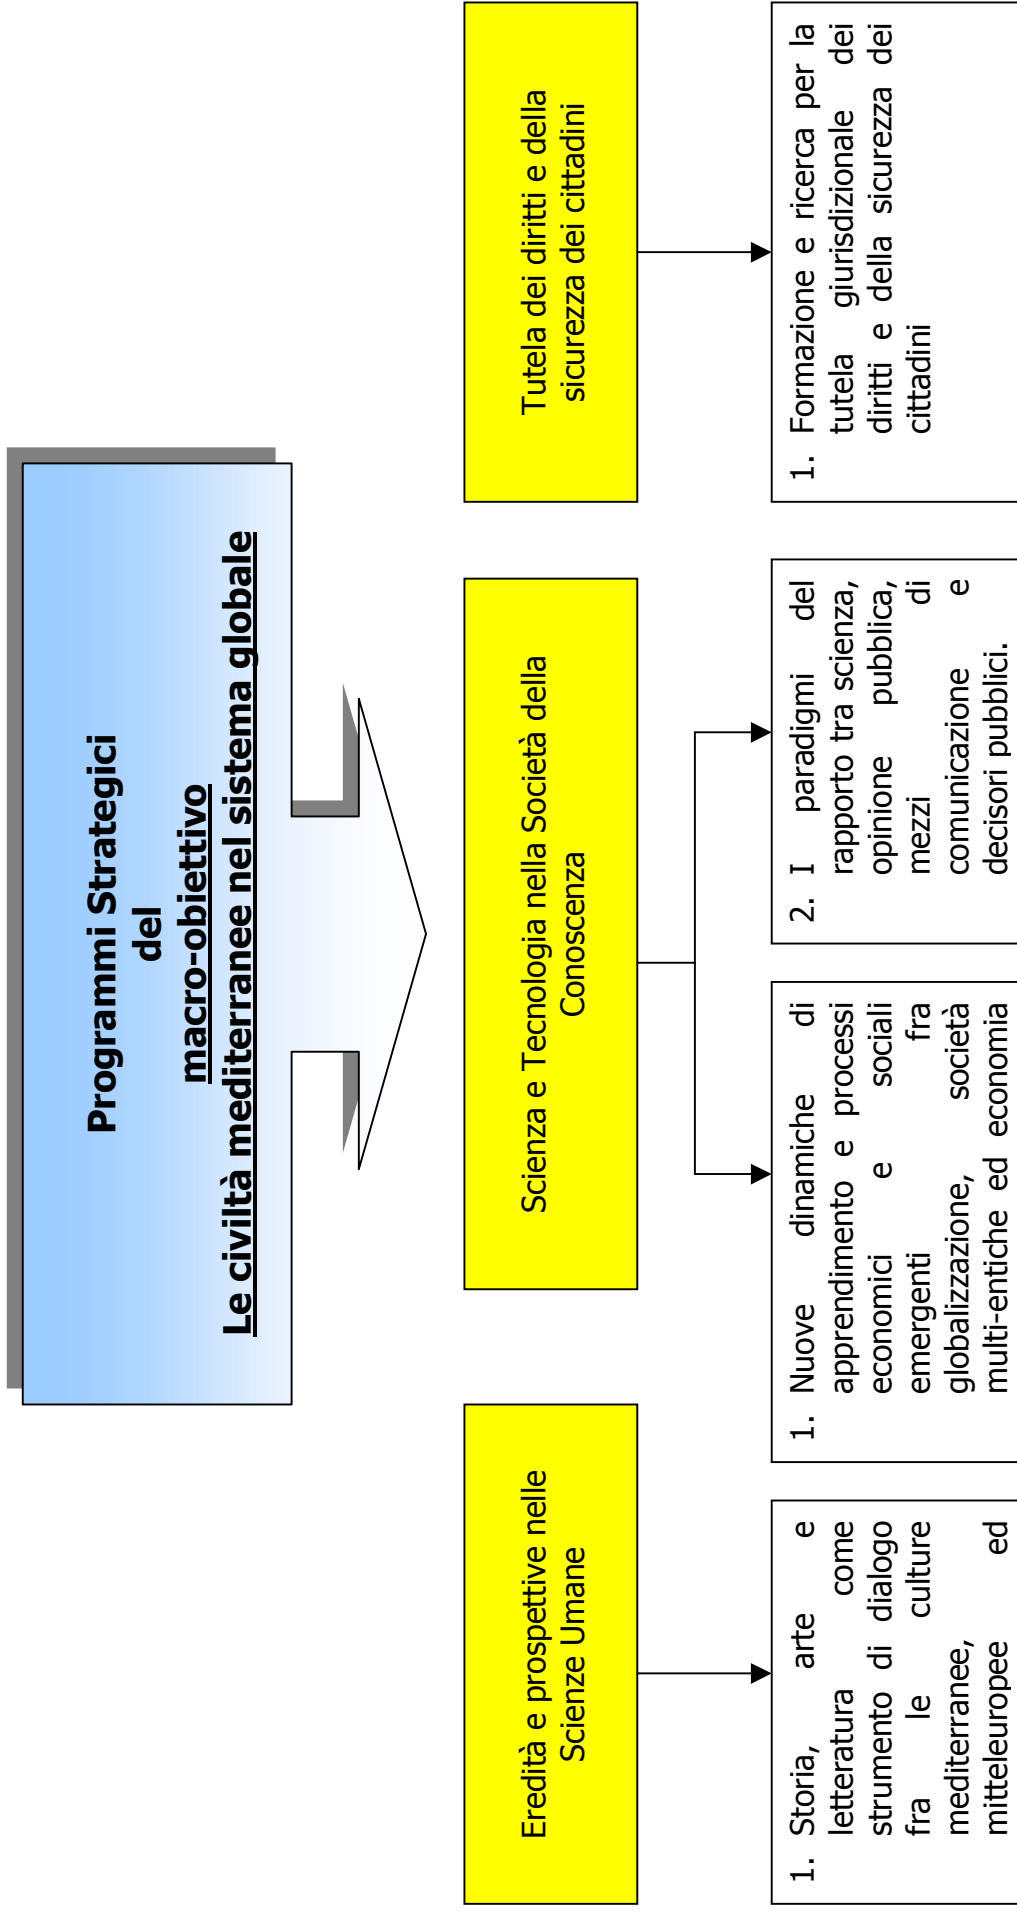 Programmi Strategici
del
macro-obiettivo
Le civiltà mediterranee nel sistema globale
Eredità e prospettive nelle
Scienze Umane
Scienza e Tecnologia nella Società della
Conoscenza
Tutela dei diritti e della
sicurezza dei cittadini
1. Storia, arte e
letteratura come
strumento di dialogo
fra le culture
mediterranee,
mitteleuropee ed
1. Nuove dinamiche di
apprendimento e processi
economici e sociali
emergenti fra
globalizzazione, società
multi-entiche ed economia
2. I paradigmi del
rapporto tra scienza,
opinione pubblica,
mezzi di
comunicazione e
decisori pubblici.
1. Formazione e ricerca per la
tutela giurisdizionale dei
diritti e della sicurezza dei
cittadini